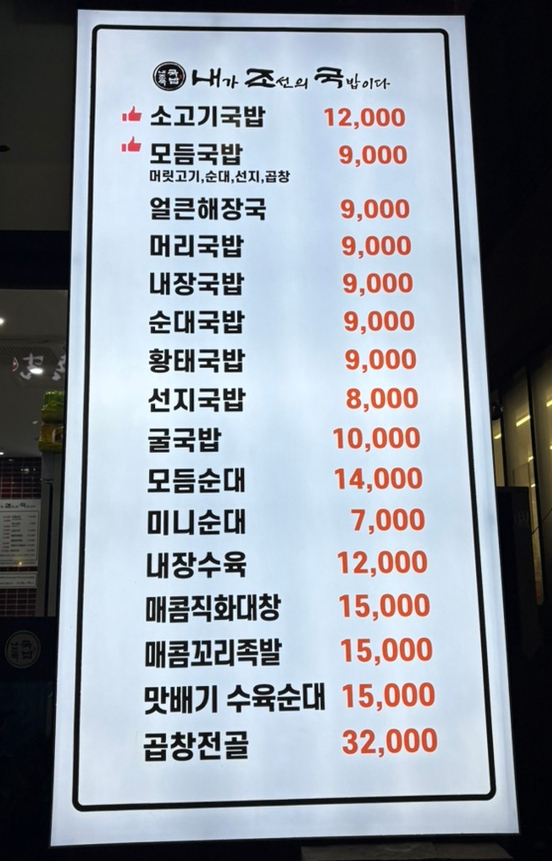 내가 조선의 국밥이다
소고기국밥 12,000
모듬국밥 9,000
머릿고기,순대,선지,곱창
얼큰해장국 9,000
머리국밥 9,000
내장국밥 9,000
순대국밥 9,000
황태국밥 9,000
선지국밥 8,000
굴국밥 10,000
모듬순대 14,000
미니순대 7,000
내장수육 12,000
매콤직화대창 15,000
매콤꼬리족발 15,000
맛배기 수육순대 15,000
곱창전골 32,000